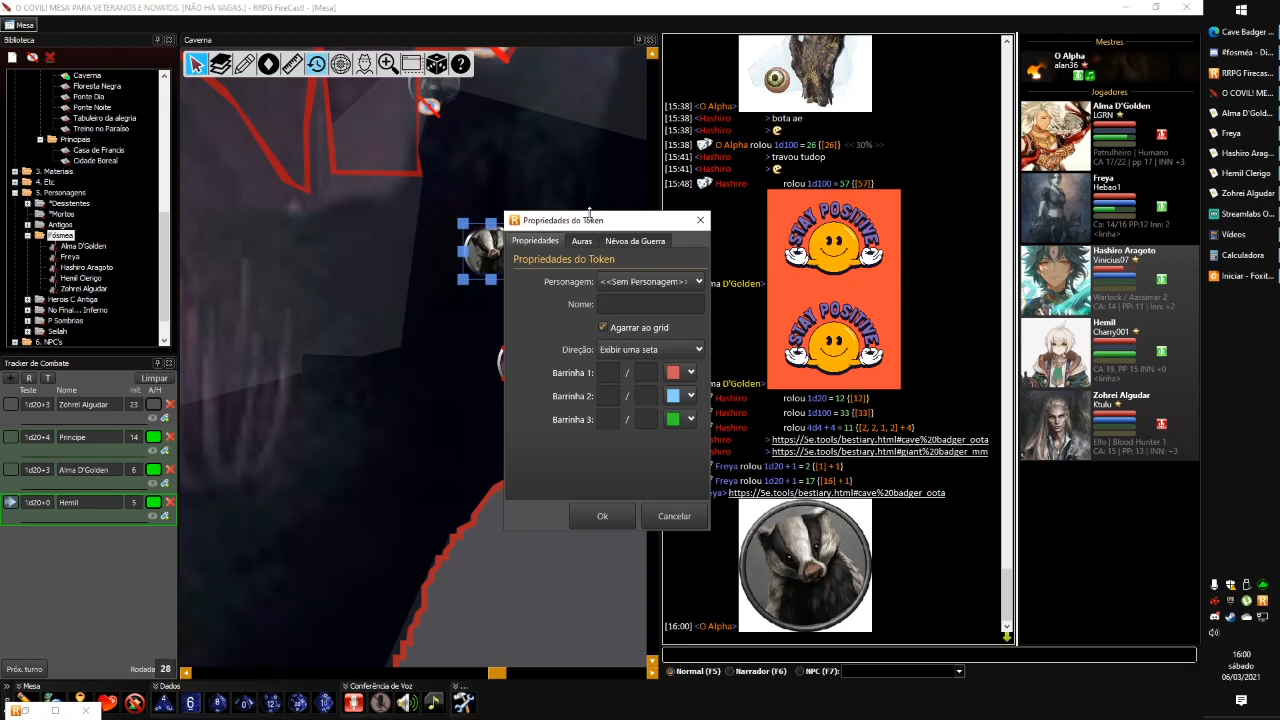 O COVIL! MESA PARA VETERANOS E NOVATOS. [NÃO HÁ VAGAS.] - RRPG FireCast! - [Mesa]
Mesa
Biblioteca
Caverna
Floresta Negra
Ponte Dia
Ponte Noite
Tabuleiro da alegria
Treino no Paraíso
Principais
Casa de Francis
Cidade Boreal
3. Materiais
4. Etc
5. Personagens
*Desistentes
*Mortos
Antigos
Fósmea
Alma D'Golden
Freya
Hashiro Aragoto
Hemil Clerigo
Zohrei Algudar
Herois C Antiga
No Final... Inferno
P Sombrias
Seilah
6. NPC's
Tracker de Combate
R T Limpar
Teste Nome Init. A/H
1d20+3 Zohrei Algudar 23
1d20+4 Principe 14
1d20+3 Alma D'Golden 6
1d20+0 Hemil 5
Próx. turno Rodada 28
Mesa Dados Conferência de Voz ...
Caverna
Propriedades do Token
Propriedades Auras Névoa da Guerra
Propriedades do Token
Personagem: <<Sem Personagem>>
Nome:
Agarrar ao grid
Direção: Exibir uma seta
Barrinha 1: /
Barrinha 2: /
Barrinha 3: /
Ok Cancelar
[15:38] <O Alpha>
[15:38] <Hashiro > bota ae
[15:38] <Hashiro >
[15:38] O Alpha rolou 1d100 = 26 {[26]} << 30% >>
[15:41] <Hashiro > travou tudop
[15:41] <Hashiro >
[15:48] Hashiro rolou 1d100 = 57 {[57]}
STAY POSITIVE
ma D'Golden>
STAY POSITIVE
ma D'Golden>
Hashiro rolou 1d20 = 12 {[12]}
Hashiro rolou 1d100 = 33 {[33]}
Hashiro rolou 4d4 + 4 = 11 {[2, 2, 1, 2] + 4}
shiro > https://5e.tools/bestiary.html#cave%20badger_oota
shiro > https://5e.tools/bestiary.html#giant%20badger_mm
Freya rolou 1d20 + 1 = 2 {[1] + 1}
Freya rolou 1d20 + 1 = 17 {[16] + 1}
eya> https://5e.tools/bestiary.html#cave%20badger_oota
[16:00] <O Alpha>
Normal (F5) Narrador (F6) NPC (F7):
Mestres
O Alpha
alan36
Jogadores
Alma D'Golden
LGRN
Patrulheiro | Humano
CA 17/22 | pp 17 | INN +3
Freya
Hebao1
Ca: 14/16 PP:12 Inn: 2
<linha>
Hashiro Aragoto
Vinicius07
Warlock / Aassimar 2
CA: 14 | PP: 11 | Inn: +2
Hemil
Charry001
CA 19, PP 15 INN +0
<linha>
Zohrei Algudar
Ktulu
Elfo | Blood Hunter 1
CA: 15 | PP: 13 | INN: +3
Cave Badger ...
#fosméa - Di...
RRPG Firecas...
O COVIL! ME...
Alma D'Gold...
Freya
Hashiro Arag...
Hemil Clerigo
Zohrei Algudar
Streamlabs O...
Vídeos
Calculadora
Iniciar - Foxit...
16:00
sábado
06/03/2021